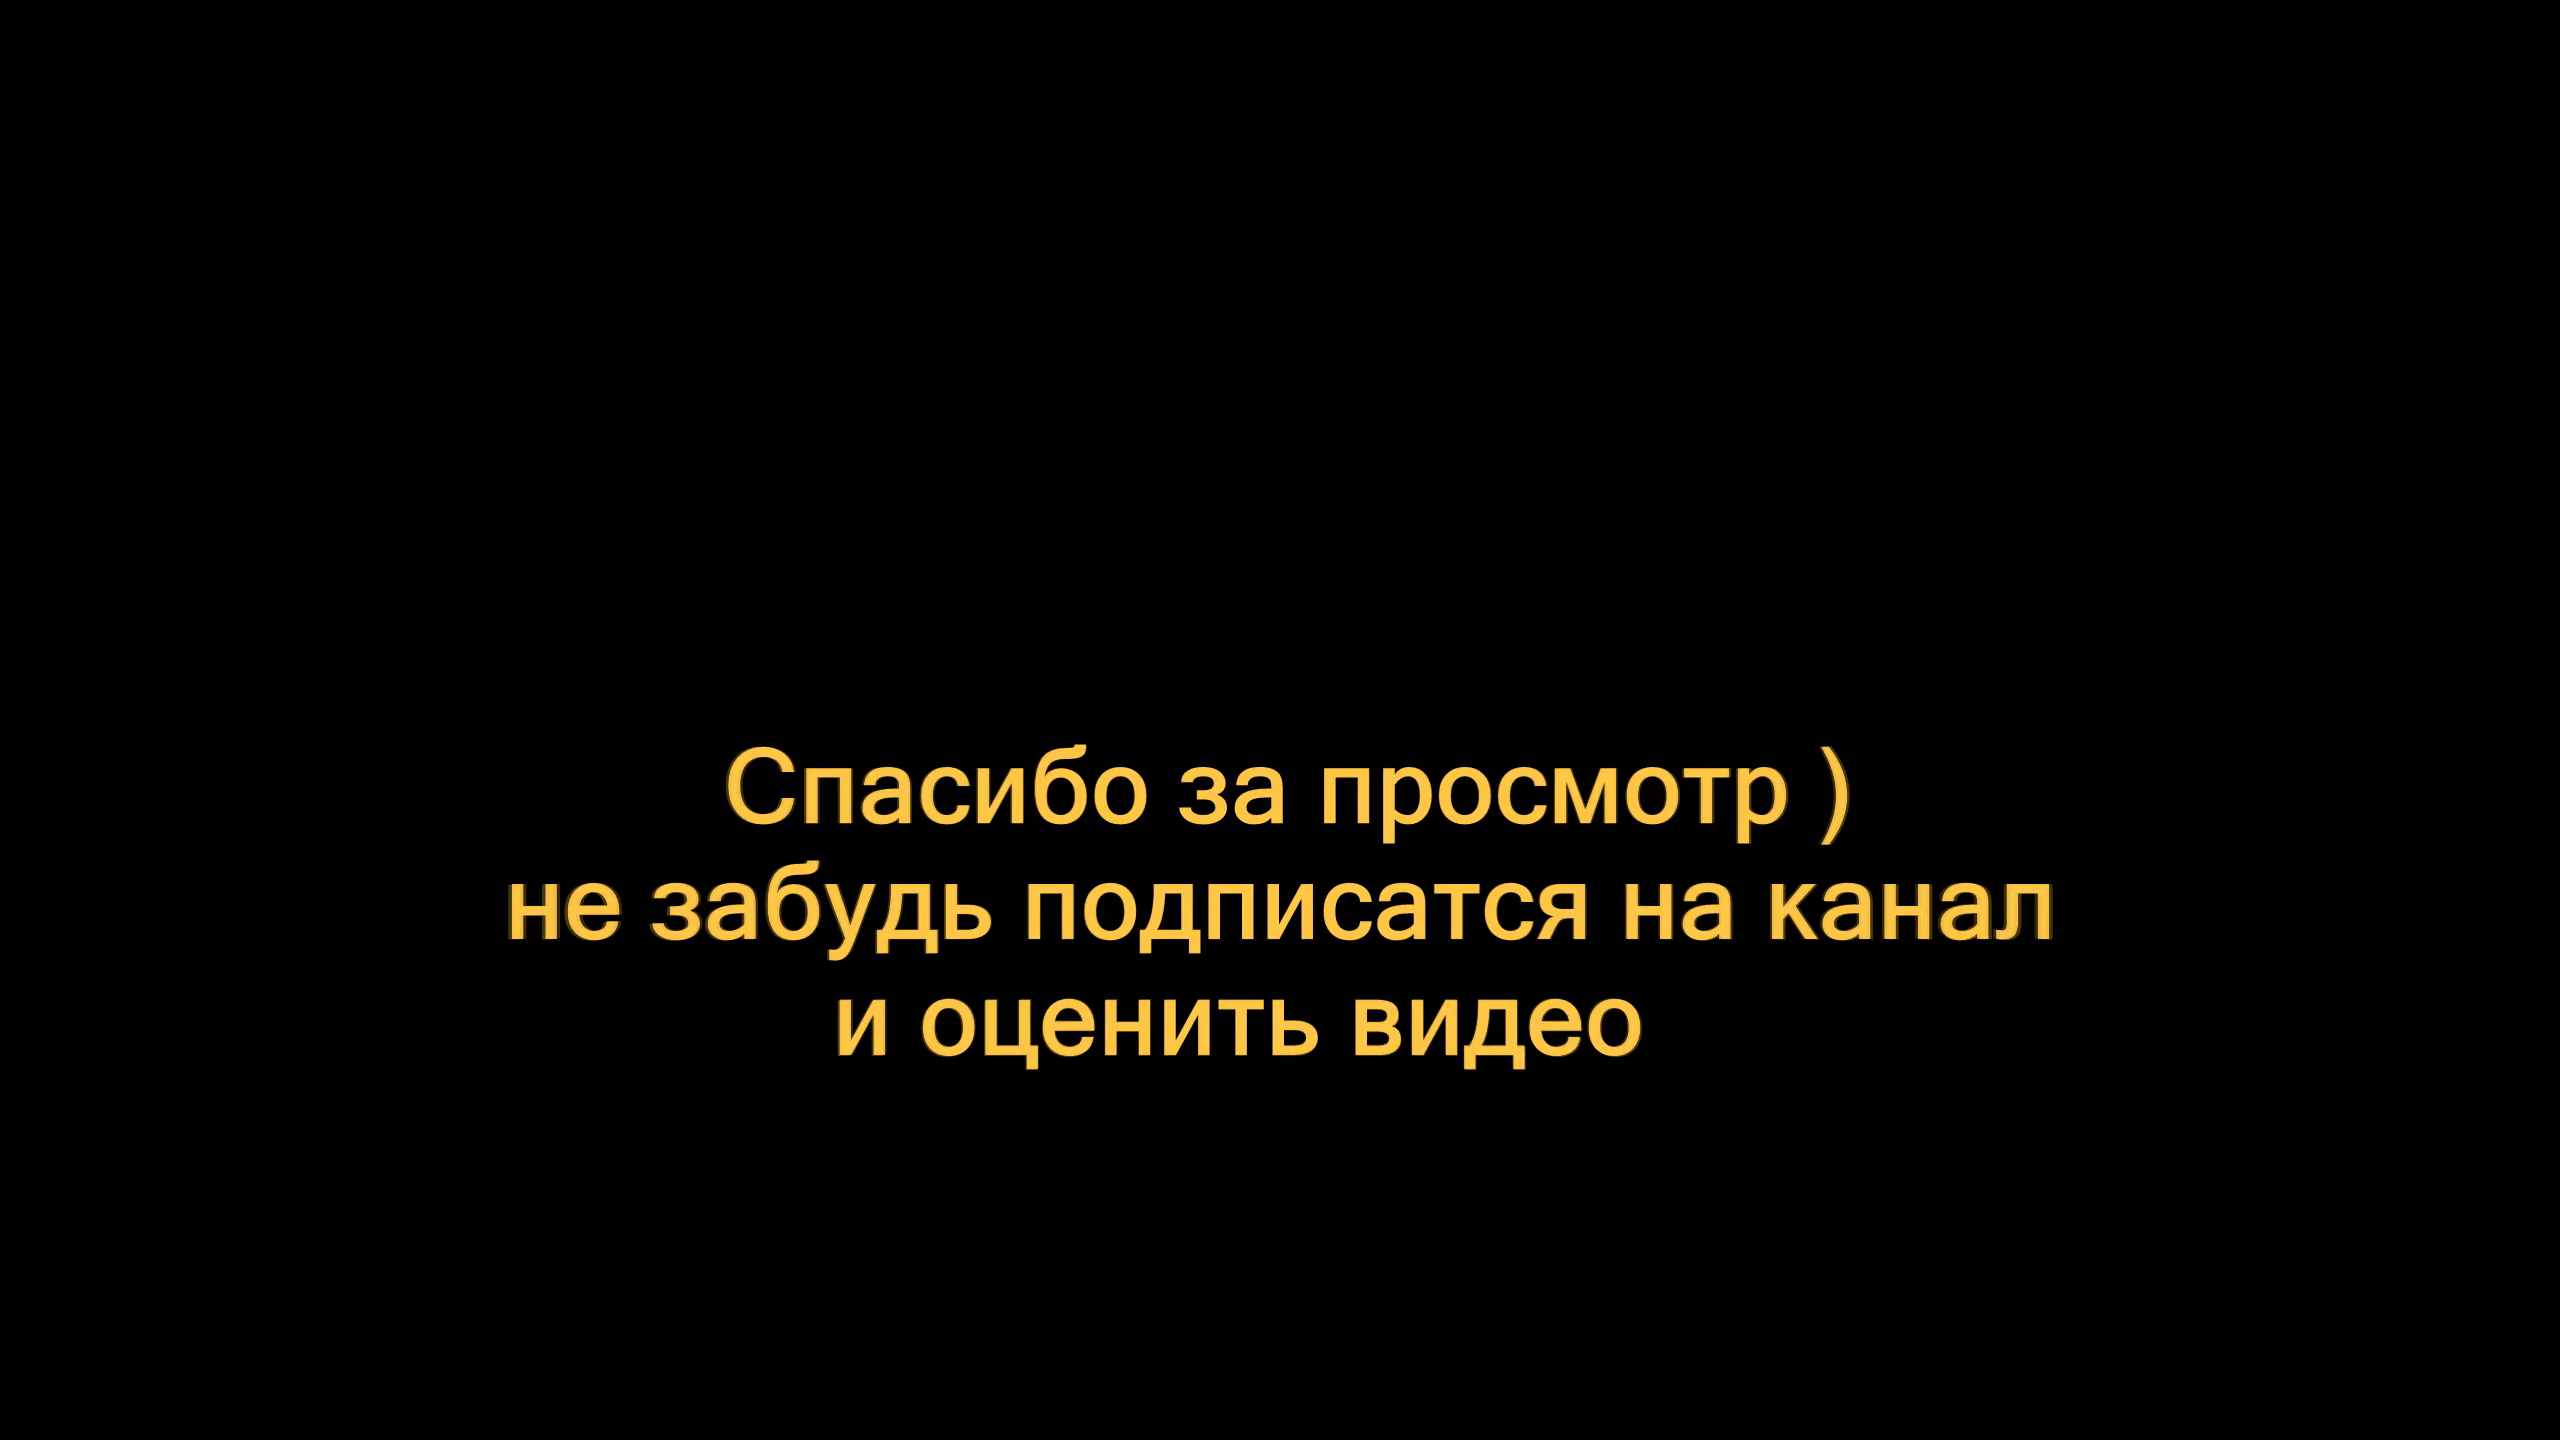 Спасибо за просмотр )
не забудь подписатся на канал
и оценить видео